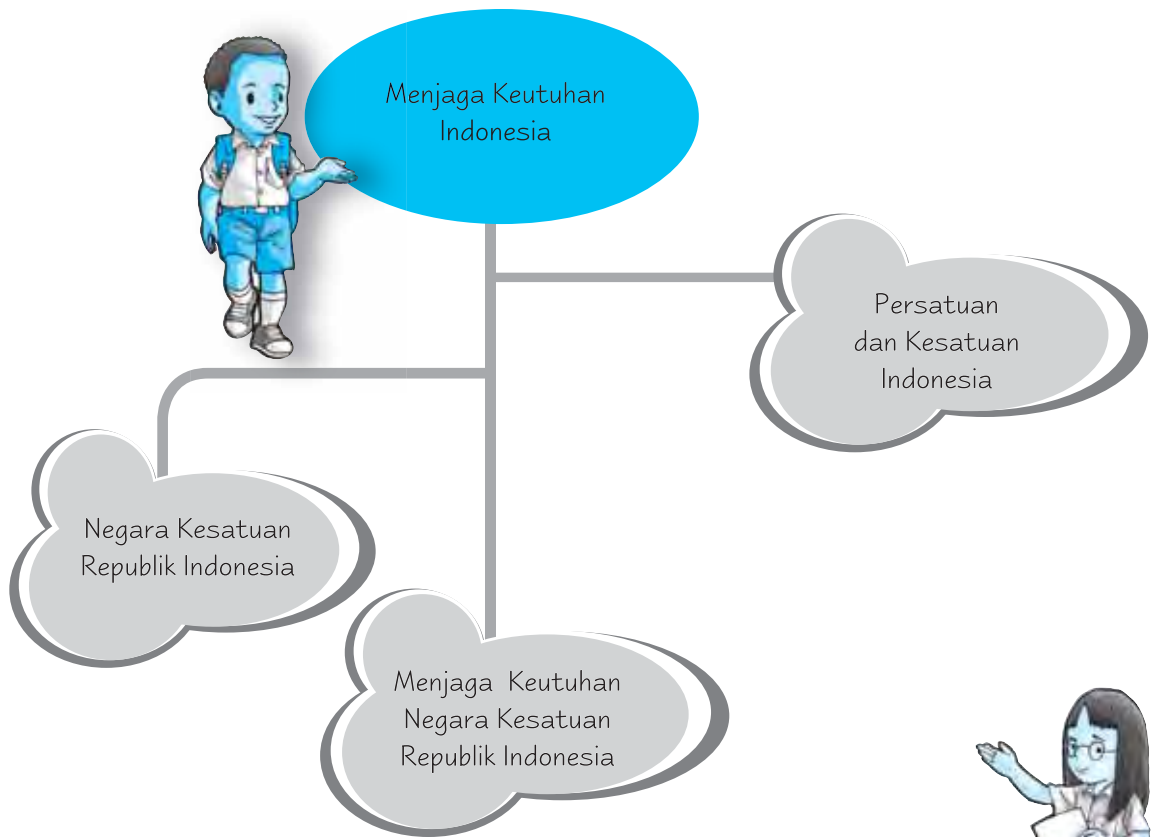 Menjaga Keutuhan
Indonesia
Persatuan
dan Kesatuan
Indonesia
Negara Kesatuan
Republik Indonesia
Menjaga Keutuhan
Negara Kesatuan
Republik Indonesia